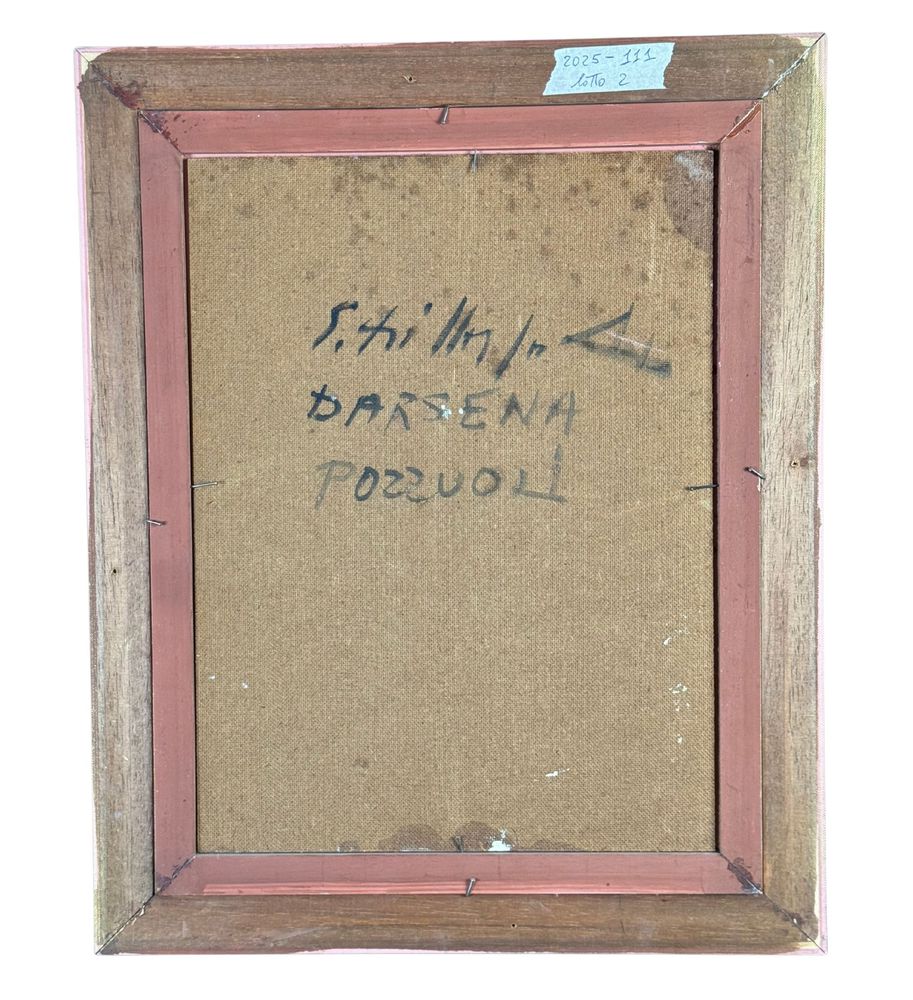 2025-111
lotto 2
DARSENA
POZZUOLI